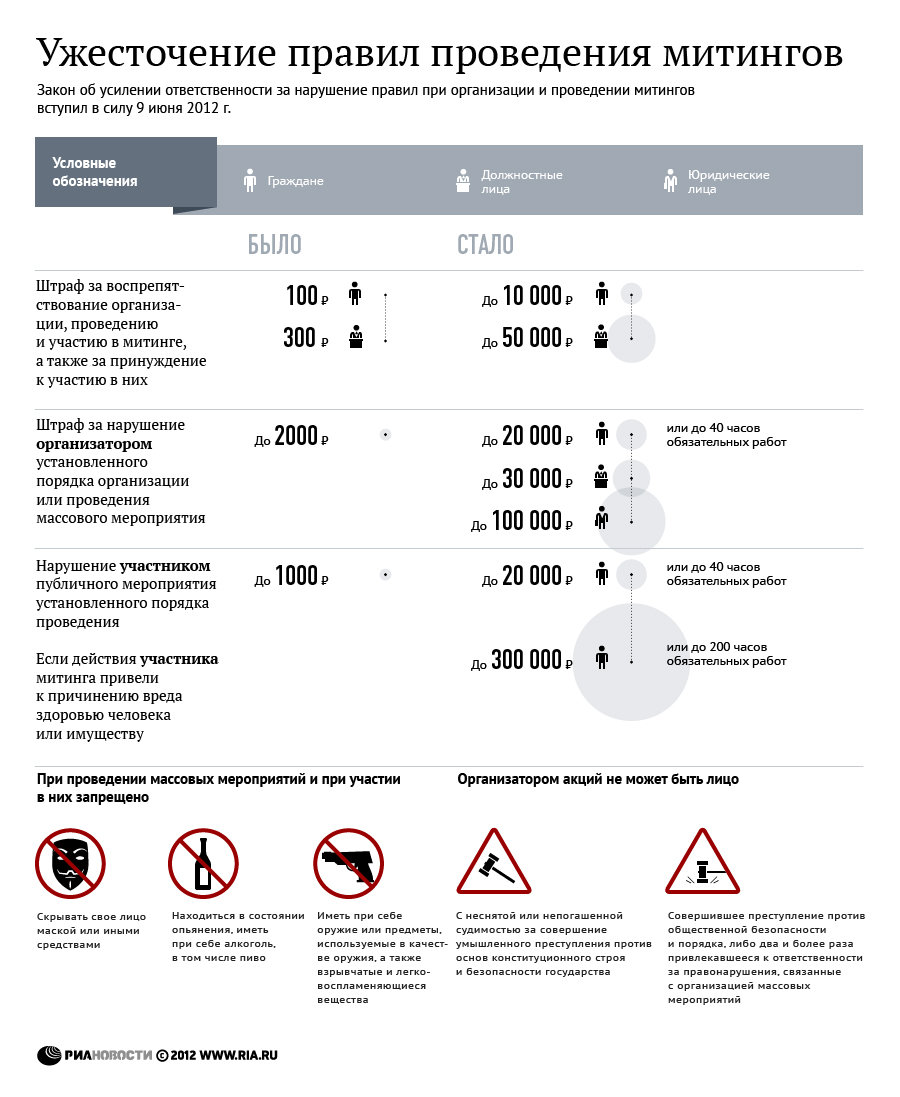 Ужесточение правил проведения митингов
Закон об усилении ответственности за нарушение правил при организации и проведении митингов
вступил в силу 9 июня 2012 г.
Условные
обозначения
Граждане
Должностные
лица
Юридические
лица
БЫЛО
СТАЛО
Штраф за воспрепят-
ствование организа-
ции, проведению
и участию в митинге,
а также за принуждение
к участию в них
100 ₽
300 ₽
До 10 000 ₽
До 50 000 ₽
Штраф за нарушение
организатором
установленного
порядка организации
или проведения
массового мероприятия
До 2000 ₽
До 20 000 ₽
или до 40 часов
обязательных работ
До 30 000 ₽
До 100 000 ₽
Нарушение участником
публичного мероприятия
установленного порядка
проведения
До 1000 ₽
До 20 000 ₽
или до 40 часов
обязательных работ
Если действия участника
митинга привели
к причинению вреда
здоровью человека
или имуществу
До 300 000 ₽
или до 200 часов
обязательных работ
При проведении массовых мероприятий и при участии
в них запрещено
Скрывать свое лицо
маской или иными
средствами
Находиться в состоянии
опьянения, иметь
при себе алкоголь,
в том числе пиво
Иметь при себе
оружие или предметы,
используемые в качест-
ве оружия, а также
взрывчатые и легко-
воспламеняющиеся
вещества
Организатором акций не может быть лицо
С неснятой или непогашенной
судимостью за совершение
умышленного преступления против
основ конституционного строя
и безопасности государства
Совершившее преступление против
общественной безопасности
и порядка, либо два и более раза
привлекавшееся к ответственности
за правонарушения, связанные
с организацией массовых
мероприятий
РИАНОВОСТИ © 2012 WWW.RIA.RU